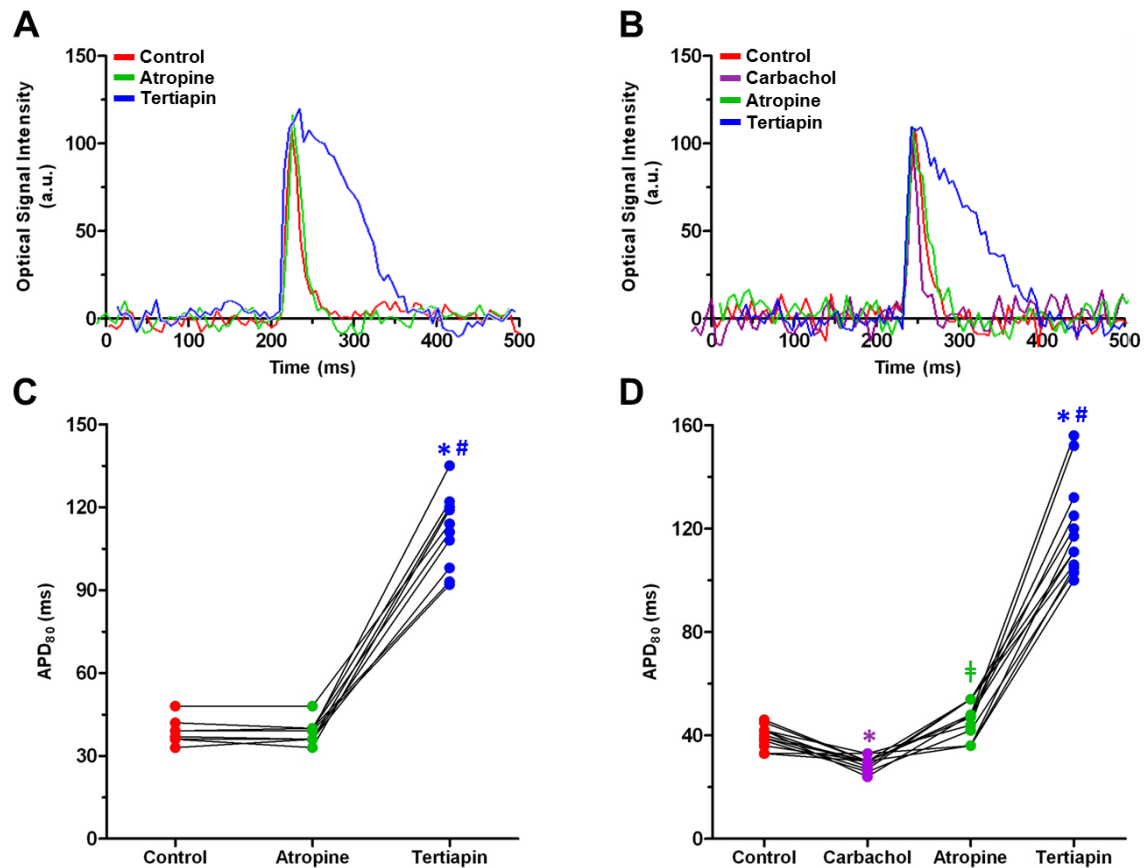 A
150
100
50
0
Optical Signal Intensity
(a.u.)
Control
Atropine
Tertiapin
0 100 200 300 400 500
Time (ms)
B
150
100
50
0
Optical Signal Intensity
(a.u.)
Control
Carbachol
Atropine
Tertiapin
0 100 200 300 400 500
Time (ms)
C
150
120
90
60
30
0
APD80 (ms)
* #
Control Atropine Tertiapin
D
160
120
80
40
0
APD80 (ms)
*
‡
* #
Control Carbachol Atropine Tertiapin